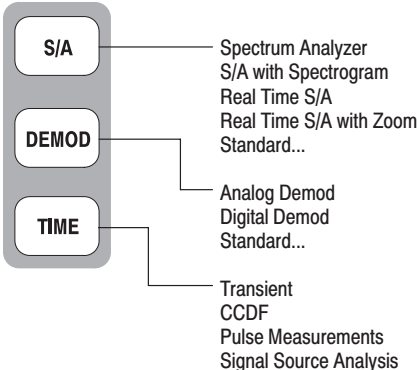 S/A
Spectrum Analyzer
S/A with Spectrogram
Real Time S/A
Real Time S/A with Zoom
Standard...
DEMOD
Analog Demod
Digital Demod
Standard...
TIME
Transient
CCDF
Pulse Measurements
Signal Source Analysis